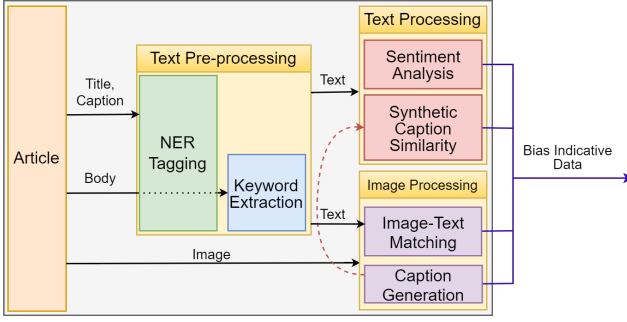 Article
Title,
Caption
Body
Image
Text Pre-processing
NER
Tagging
Keyword
Extraction
Text
Text
Text Processing
Sentiment
Analysis
Synthetic
Caption
Similarity
Image Processing
Image-Text
Matching
Caption
Generation
Bias Indicative
Data